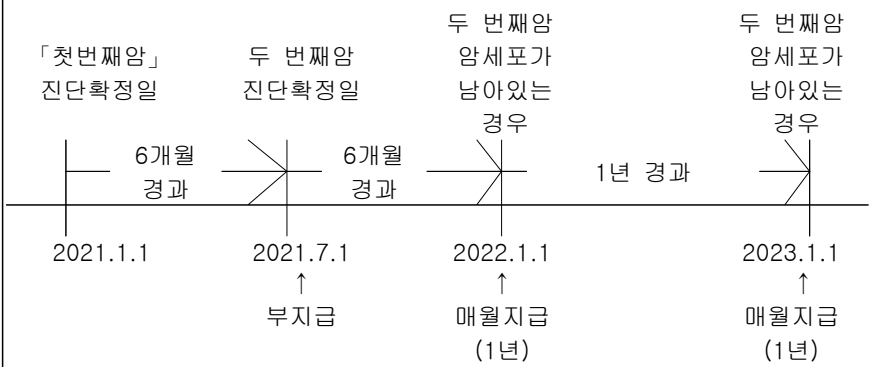 「첫번째암」
진단확정일
두 번째암
진단확정일
두 번째암
암세포가
남아있는
경우
두 번째암
암세포가
남아있는
경우
6개월
경과
6개월
경과
1년 경과
2021.1.1
2021.7.1
2022.1.1
2023.1.1
↑
부지급
↑
매월지급
(1년)
↑
매월지급
(1년)